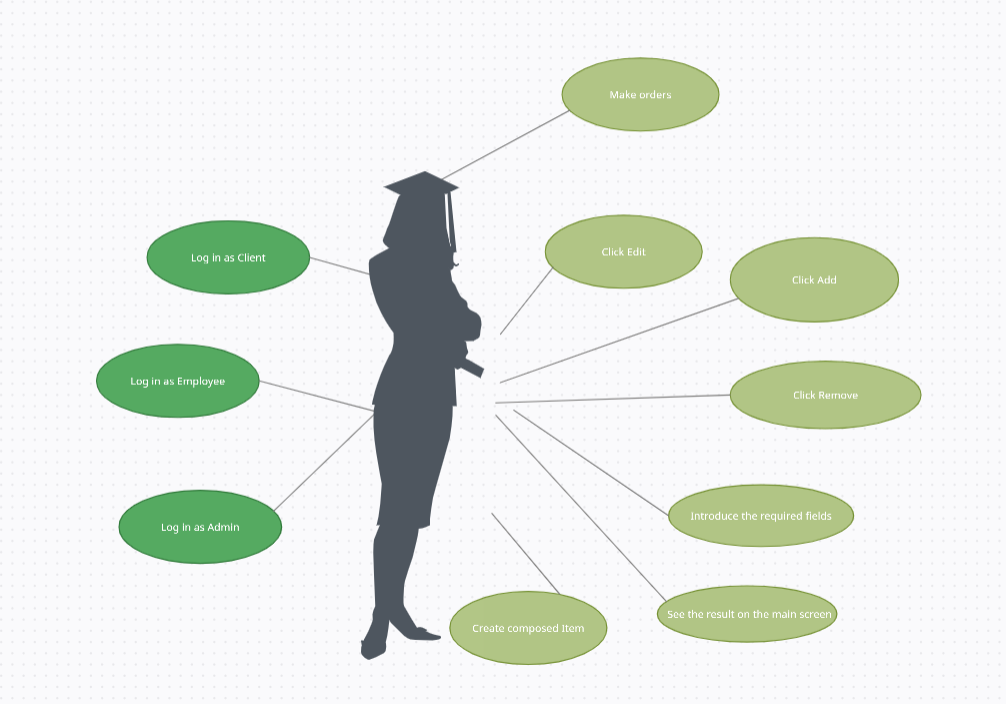 Make orders
Log in as Client
Click Edit
Click Add
Log in as Employee
Click Remove
Log in as Admin
Introduce the required fields
See the result on the main screen
Create composed Item